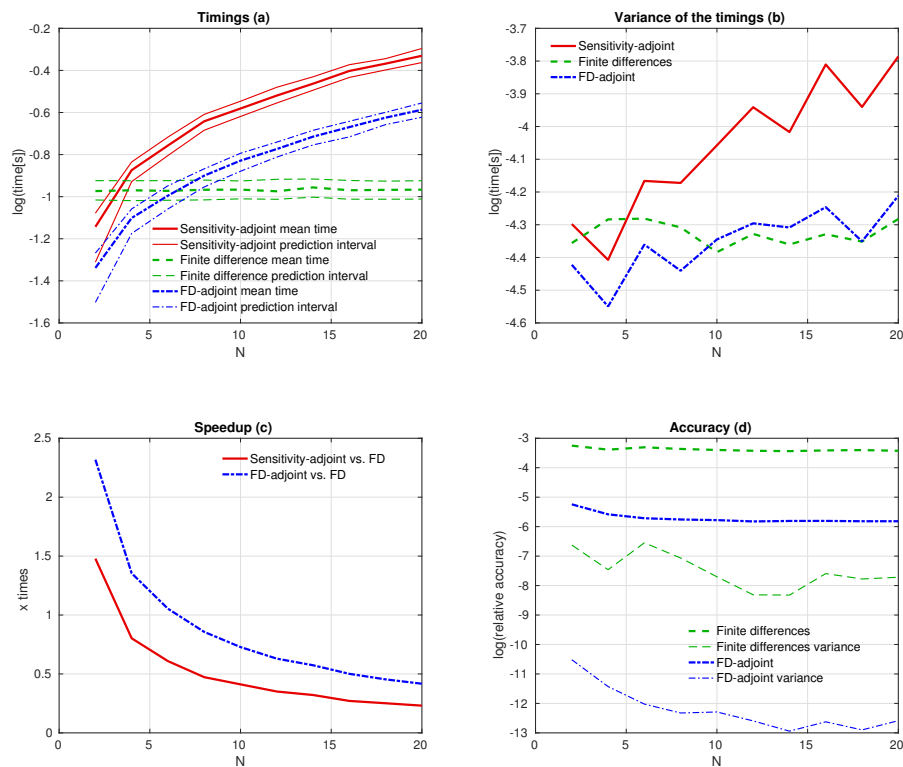 Timings (a)
-0.2
-0.4
-0.6
-0.8
-1
-1.2
-1.4
-1.6
log(time[s])
Sensitivity-adjoint mean time
Sensitivity-adjoint prediction interval
Finite difference mean time
Finite difference prediction interval
FD-adjoint mean time
FD-adjoint prediction interval
0 5 10 15 20
N
Variance of the timings (b)
-3.7
-3.8
-3.9
-4
-4.1
-4.2
-4.3
-4.4
-4.5
-4.6
log(time[s])
Sensitivity-adjoint
Finite differences
FD-adjoint
0 5 10 15 20
N
Speedup (c)
2.5
2
1.5
1
0.5
0
x times
Sensitivity-adjoint vs. FD
FD-adjoint vs. FD
0 5 10 15 20
N
Accuracy (d)
-3
-4
-5
-6
-7
-8
-9
-10
-11
-12
-13
log(relative accuracy)
Finite differences
Finite differences variance
FD-adjoint
FD-adjoint variance
0 5 10 15 20
N